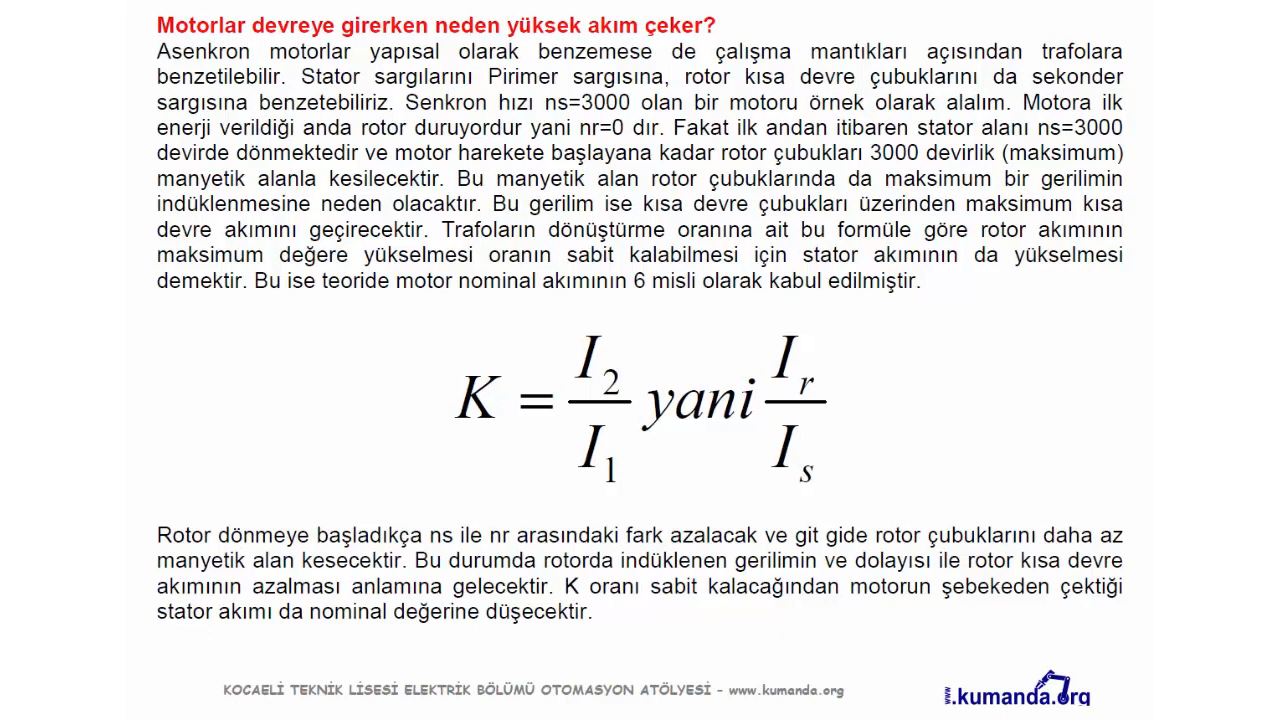 Motorlar devreye girerken neden yüksek akım çeker?
Asenkron motorlar yapısal olarak benzemese de çalışma mantıkları açısından trafolara
benzetilebilir. Stator sargılarını Pirimer sargısına, rotor kısa devre çubuklarını da sekonder
sargısına benzetebiliriz. Senkron hızı ns=3000 olan bir motoru örnek olarak alalım. Motora ilk
enerji verildiği anda rotor duruyordur yani nr=0 dır. Fakat ilk andan itibaren stator alanı ns=3000
devirde dönmektedir ve motor harekete başlayana kadar rotor çubukları 3000 devirlik (maksimum)
manyetik alanla kesilecektir. Bu manyetik alan rotor çubuklarında da maksimum bir gerilimin
indüklenmesine neden olacaktır. Bu gerilim ise kısa devre çubukları üzerinden maksimum kısa
devre akımını geçirecektir. Trafoların dönüştürme oranına ait bu formüle göre rotor akımının
maksimum değere yükselmesi oranın sabit kalabilmesi için stator akımının da yükselmesi
demektir. Bu ise teoride motor nominal akımının 6 misli olarak kabul edilmiştir.
K = I2/I1 yani Ir/Is
Rotor dönmeye başladıkça ns ile nr arasındaki fark azalacak ve git gide rotor çubuklarını daha az
manyetik alan kesecektir. Bu durumda rotorda indüklenen gerilimin ve dolayısı ile rotor kısa devre
akımının azalması anlamına gelecektir. K oranı sabit kalacağından motorun şebekeden çektiği
stator akımı da nominal değerine düşecektir.
KOCAELİ TEKNİK LİSESİ ELEKTRİK BÖLÜMÜ OTOMASYON ATÖLYESİ - www.kumanda.org
www.kumanda.org